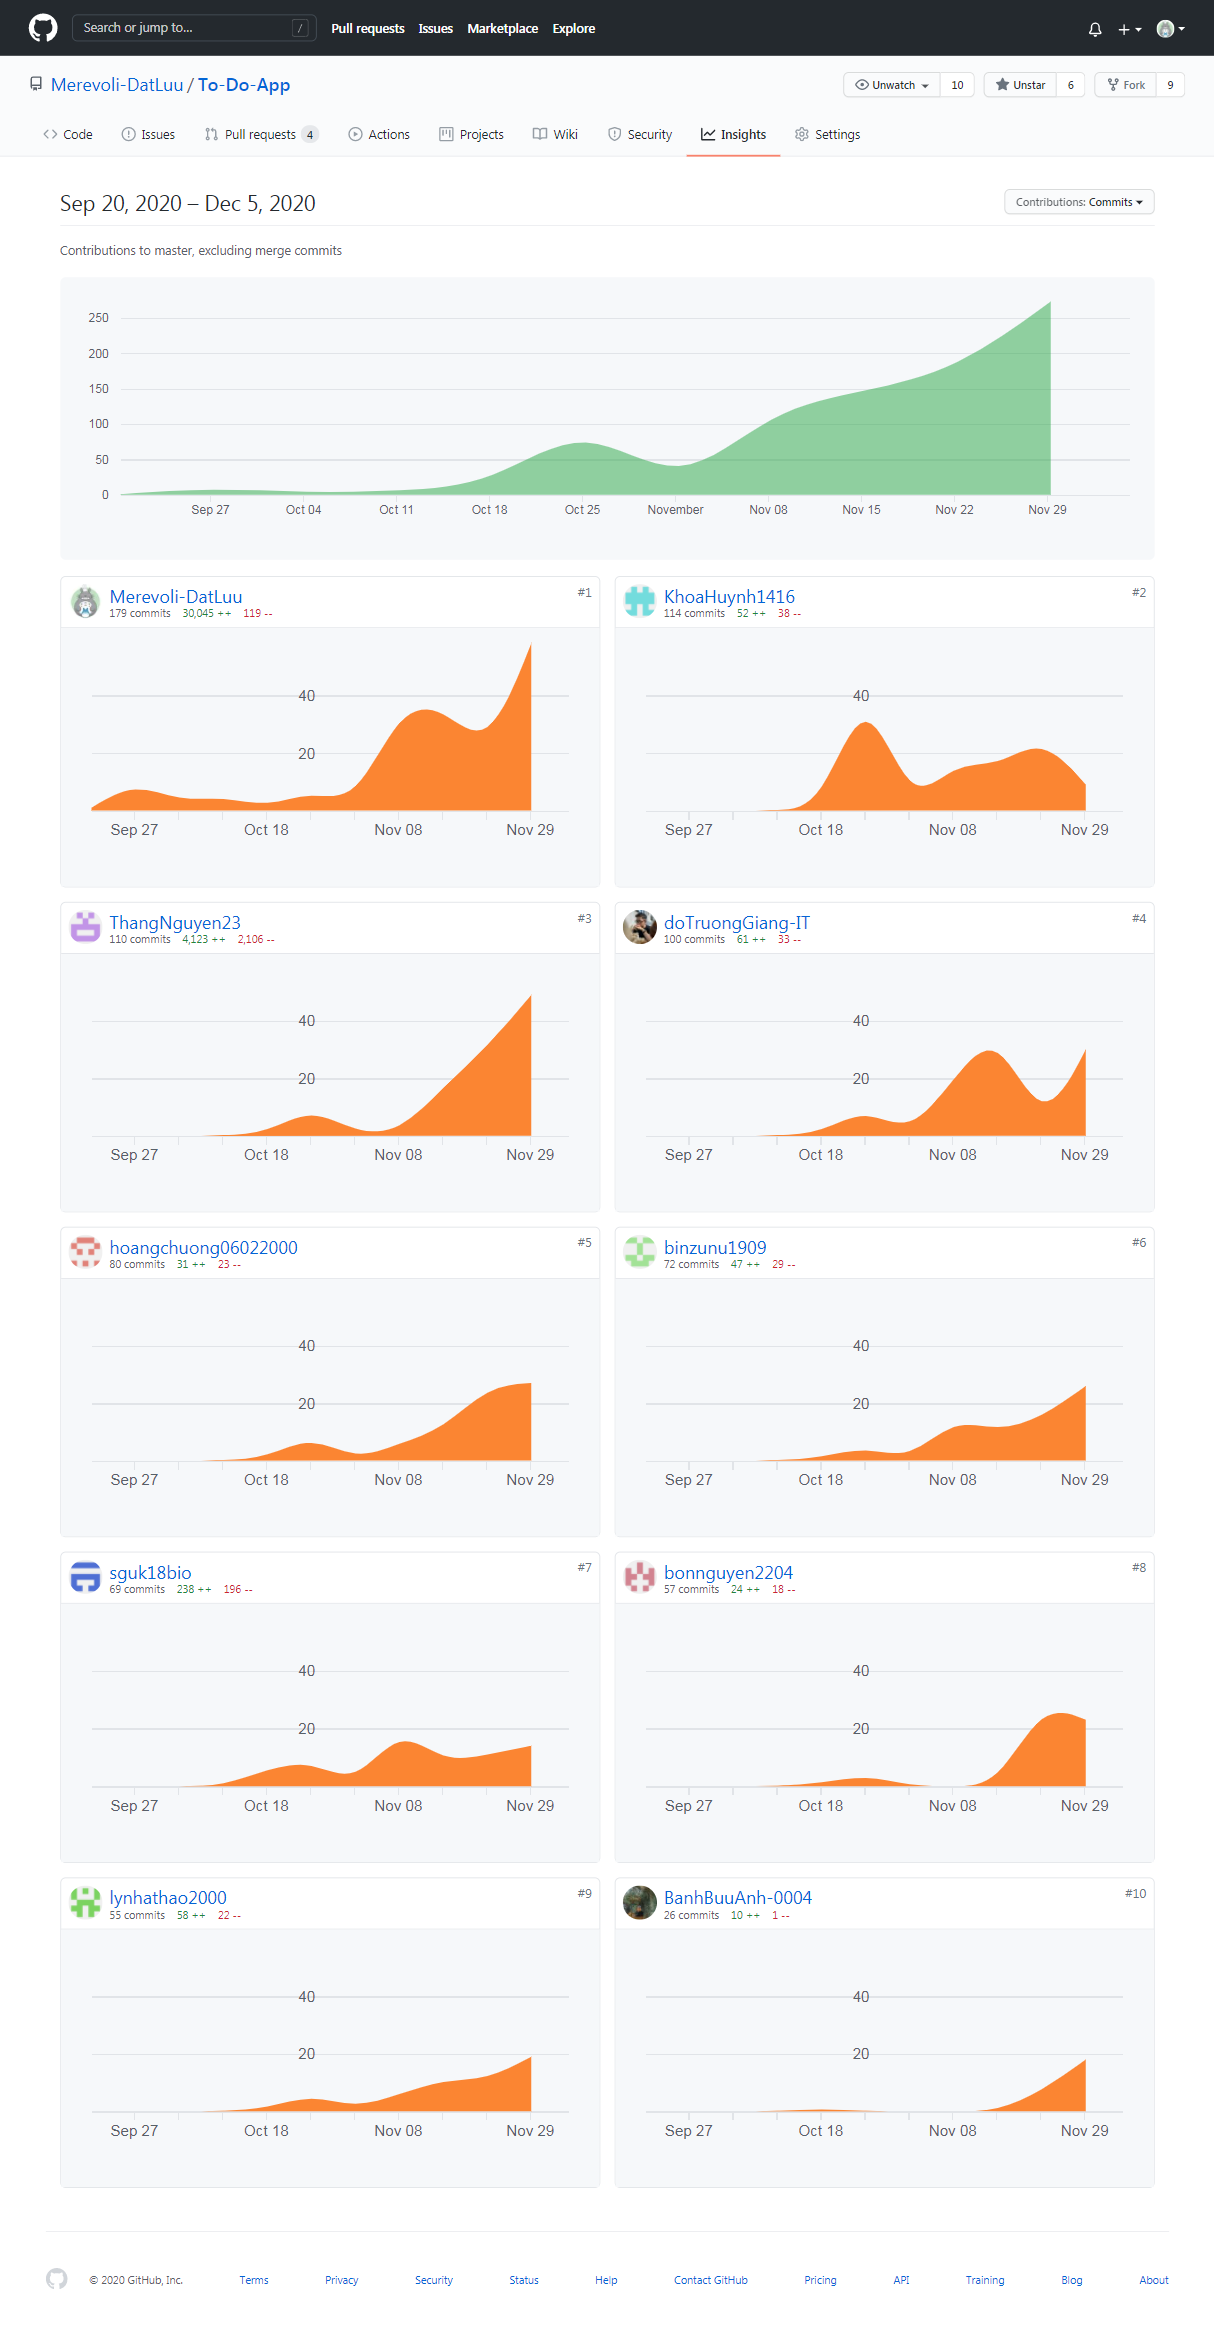 Search or jump to... / Pull requests Issues Marketplace Explore
Merevoli-DatLuu / To-Do-App Unwatch 10 Unstar 6 Fork 9
Code Issues Pull requests 4 Actions Projects Wiki Security Insights Settings
Sep 20, 2020 – Dec 5, 2020 Contributions: Commits
Contributions to master, excluding merge commits
250
200
150
100
50
0
Sep 27 Oct 04 Oct 11 Oct 18 Oct 25 November Nov 08 Nov 15 Nov 22 Nov 29
Merevoli-DatLuu #1
179 commits 30,045 ++ 119 --
40
20
Sep 27 Oct 18 Nov 08 Nov 29
KhoaHuynh1416 #2
114 commits 52 ++ 38 --
40
20
Sep 27 Oct 18 Nov 08 Nov 29
ThangNguyen23 #3
110 commits 4,123 ++ 2,106 --
40
20
Sep 27 Oct 18 Nov 08 Nov 29
doTruongGiang-IT #4
100 commits 61 ++ 33 --
40
20
Sep 27 Oct 18 Nov 08 Nov 29
hoangchuong06022000 #5
80 commits 31 ++ 23 --
40
20
Sep 27 Oct 18 Nov 08 Nov 29
binzunu1909 #6
72 commits 47 ++ 29 --
40
20
Sep 27 Oct 18 Nov 08 Nov 29
sguk18bio #7
69 commits 238 ++ 196 --
40
20
Sep 27 Oct 18 Nov 08 Nov 29
bonnguyen2204 #8
57 commits 24 ++ 18 --
40
20
Sep 27 Oct 18 Nov 08 Nov 29
lynhathao2000 #9
55 commits 58 ++ 22 --
40
20
Sep 27 Oct 18 Nov 08 Nov 29
BanhBuuAnh-0004 #10
26 commits 10 ++ 1 --
40
20
Sep 27 Oct 18 Nov 08 Nov 29
© 2020 GitHub, Inc. Terms Privacy Security Status Help Contact GitHub Pricing API Training Blog About